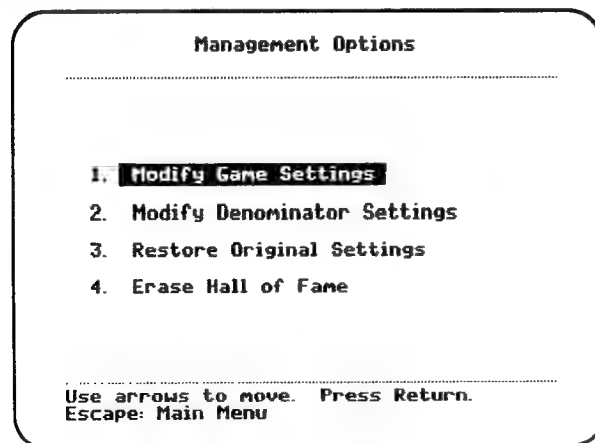 Management Options
1. Modify Game Settings
2. Modify Denominator Settings
3. Restore Original Settings
4. Erase Hall of Fame
Use arrows to move. Press Return.
Escape: Main Menu